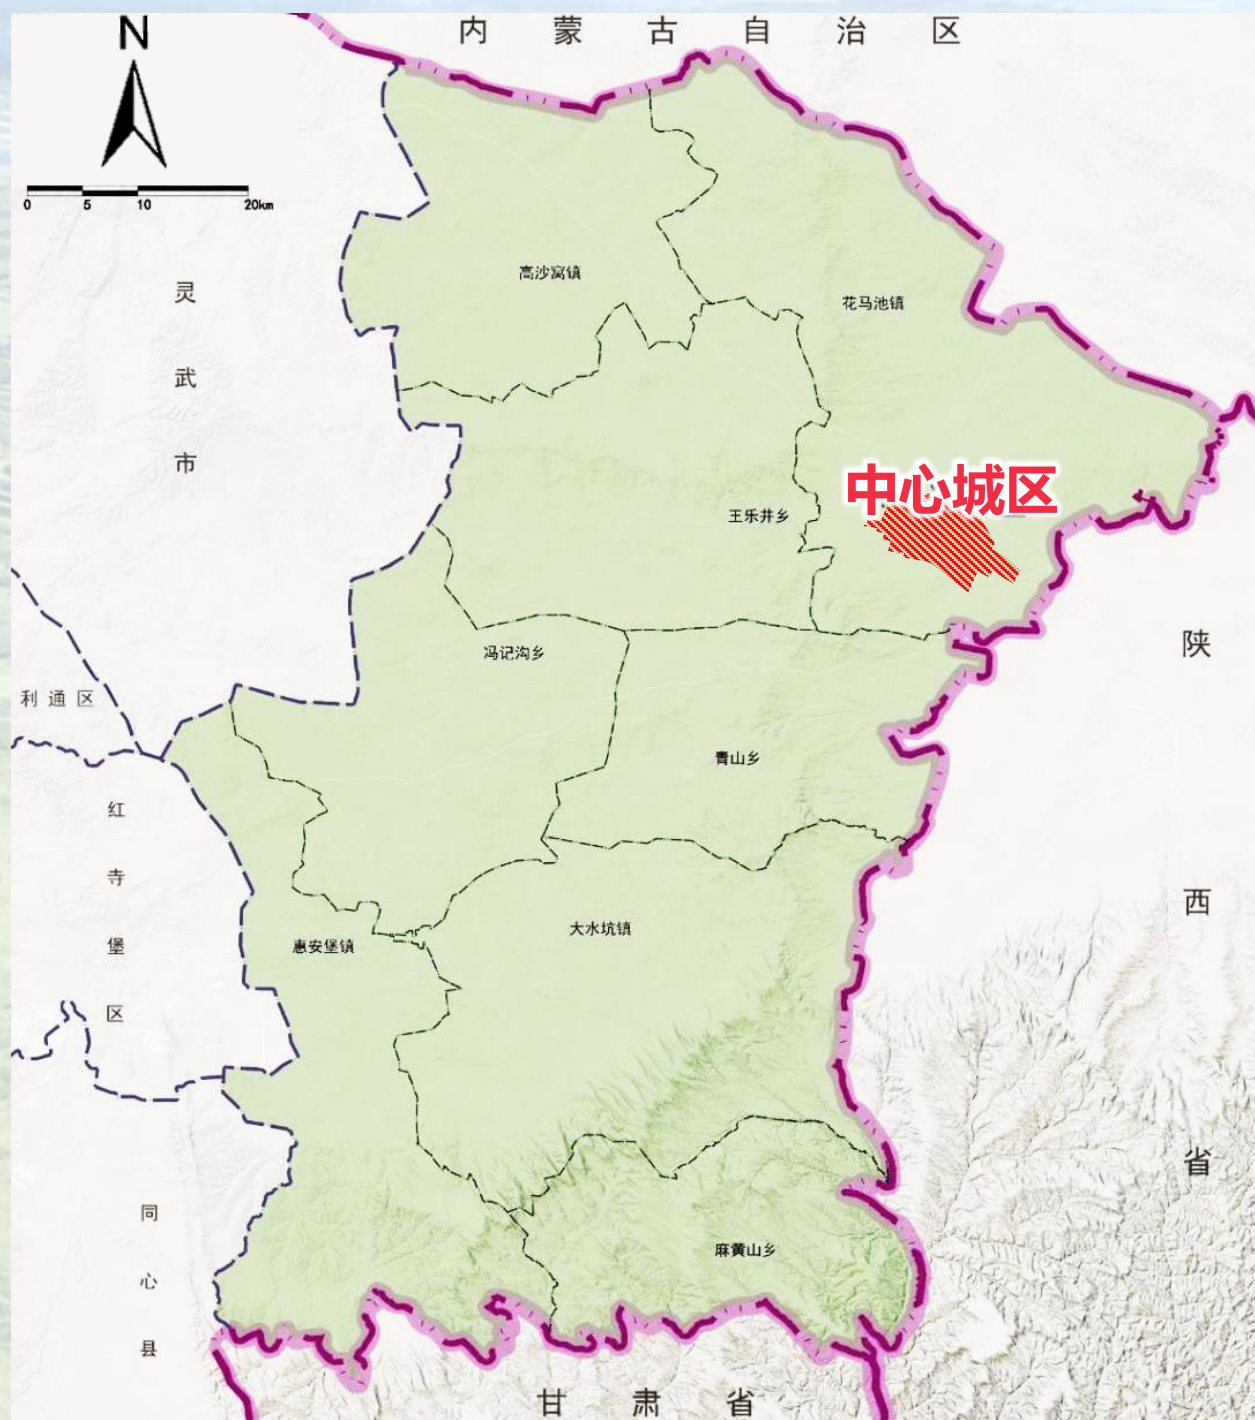 内蒙古自治区
N
0 5 10 20km
高沙窝镇
灵武市
花马池镇
中心城区
王乐井乡
冯记沟乡
陕西省
利通区
青山乡
红寺堡区
大水坑镇
惠安堡镇
同心县
麻黄山乡
甘肃省